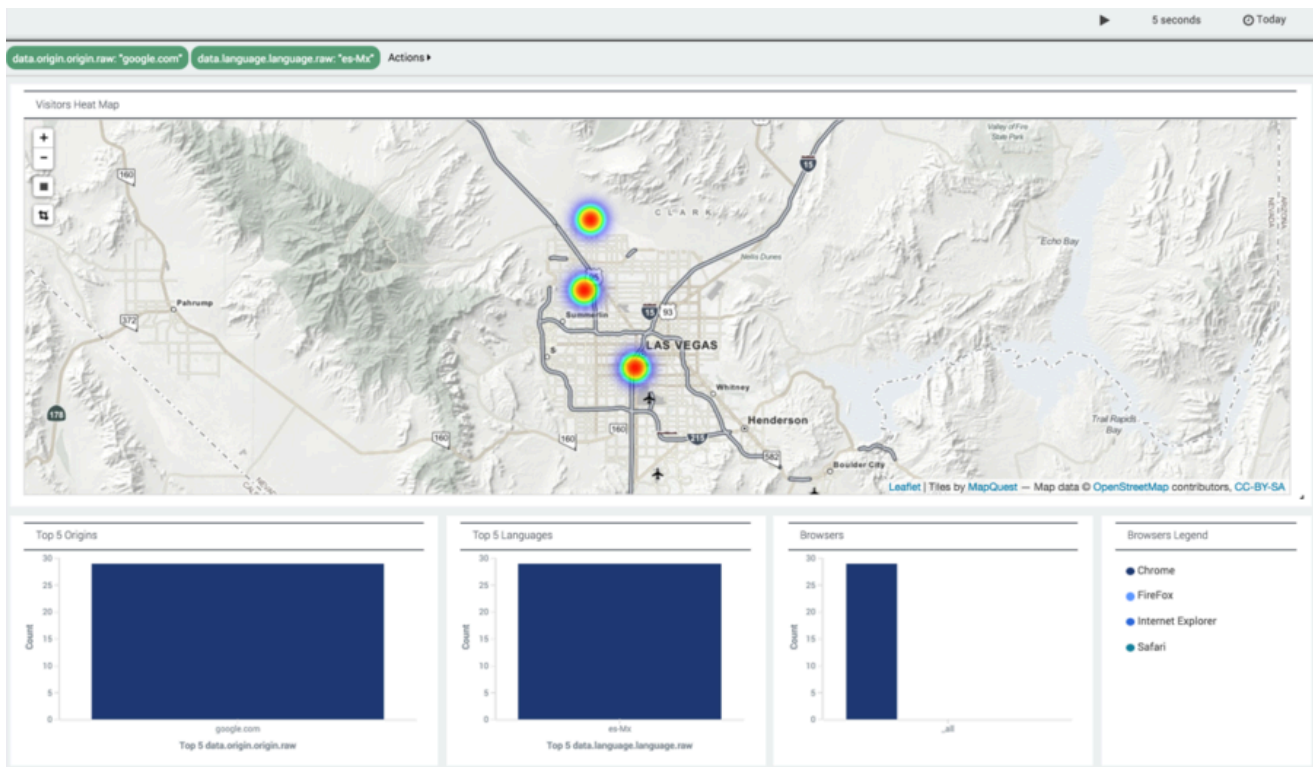 5 seconds Today
data.origin.origin.raw: "google.com" data.language.language.raw: "es-Mx" Actions
Visitors Heat Map
+
-
Valley of Fire
State Park
15
160
ARIZONA
NEVADA
CLARK
Echo Bay
95
Nellis Dunes
Pahrump
372
Summerlin
15 93
LAS VEGAS
S
Whitney
178
Henderson
Trail Rapids
Bay
160
160
160
215
582
Boulder City
Leaflet | Tiles by MapQuest — Map data © OpenStreetMap contributors, CC-BY-SA
Top 5 Origins
30
25
20
15
10
5
0
Count
google.com
Top 5 data.origin.origin.raw
Top 5 Languages
30
25
20
15
10
5
0
Count
es-Mx
Top 5 data.language.language.raw
Browsers
30
25
20
15
10
5
0
Count
_all
Browsers Legend
Chrome
FireFox
Internet Explorer
Safari